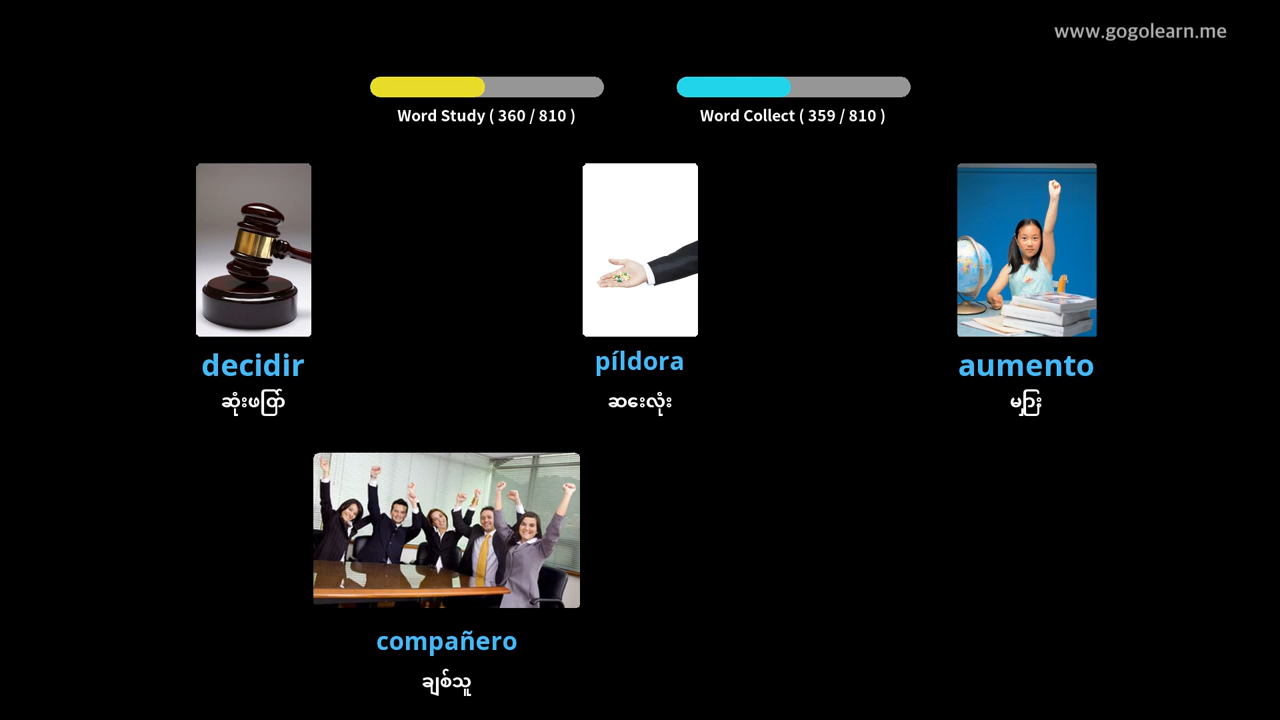 www.gogolearn.me
Word Study ( 360 / 810 )
Word Collect ( 359 / 810 )
decidir
píldora
aumento
ဆုံးဖတြ်ာ
ဆးေလုံး
မြှား
compañero
ချစ်သူ